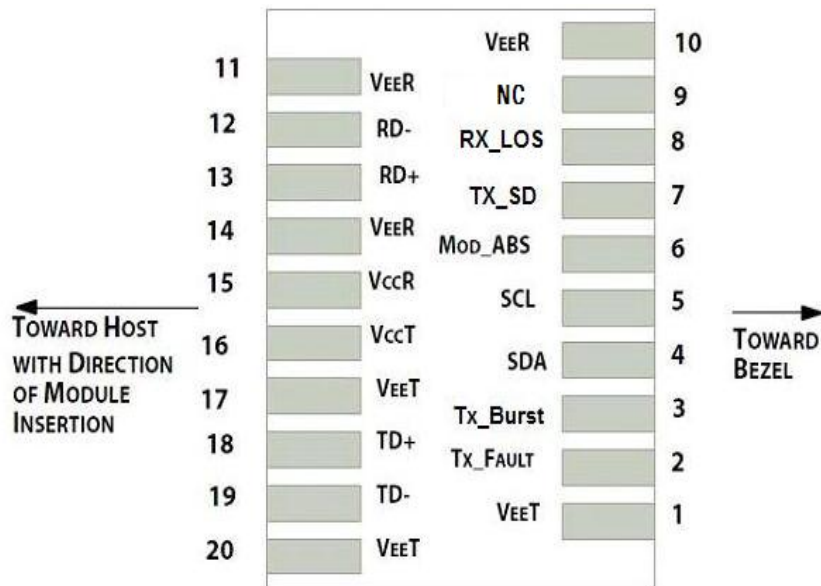 11
VEER
12
RD-
13
RD+
14
VEER
15
VccR
16
VccT
17
VEET
18
TD+
19
TD-
20
VEET
VEER
10
NC
9
RX_LOS
8
TX_SD
7
MOD_ABS
6
SCL
5
SDA
4
Tx_Burst
3
Tx_FAULT
2
VEET
1
TOWARD HOST
WITH DIRECTION
OF MODULE
INSERTION
TOWARD
BEZEL